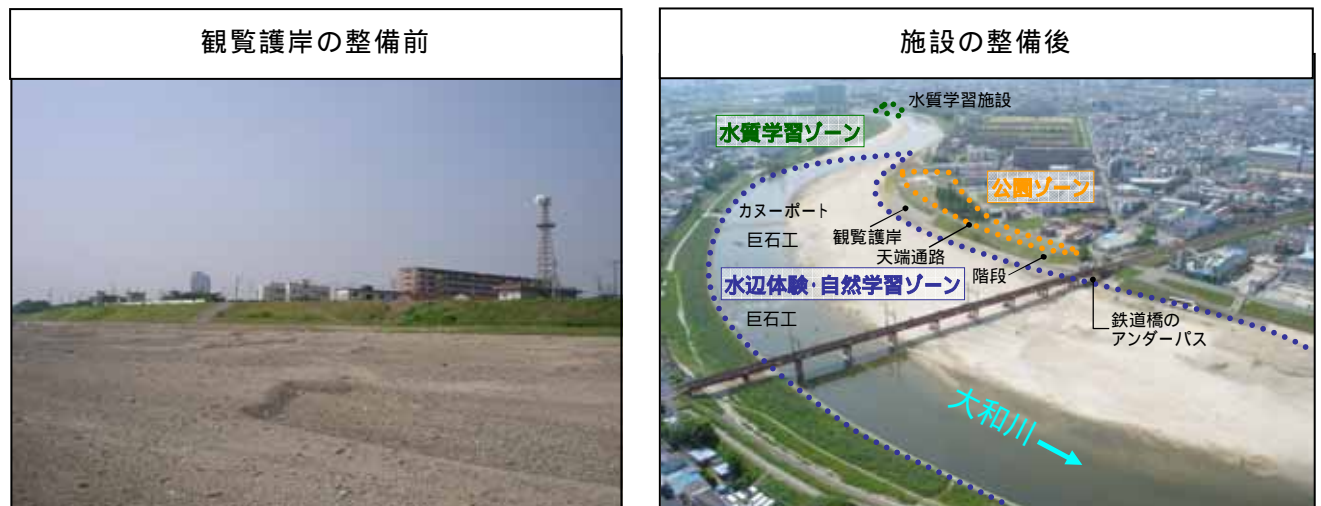 観覧護岸の整備前
施設の整備後
水質学習施設
水質学習ゾーン
公園ゾーン
カヌーポート
巨石工
観覧護岸
天端通路
階段
水辺体験・自然学習ゾーン
巨石工
鉄道橋の
アンダーパス
大和川